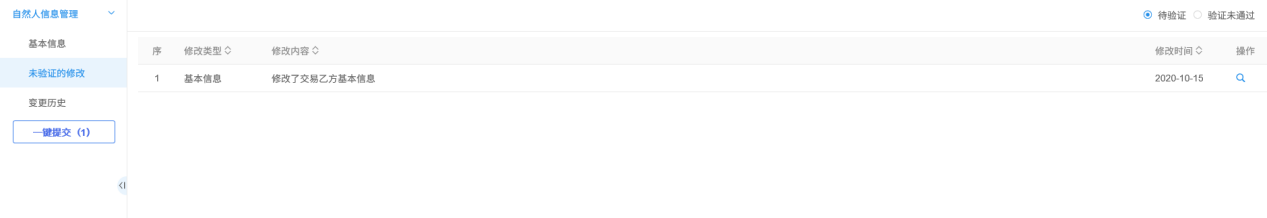 自然人信息管理
待验证 验证未通过
基本信息
序 修改类型 修改内容 修改时间 操作
未验证的修改
1 基本信息 修改了交易乙方基本信息 2020-10-15
变更历史
一键提交（1）